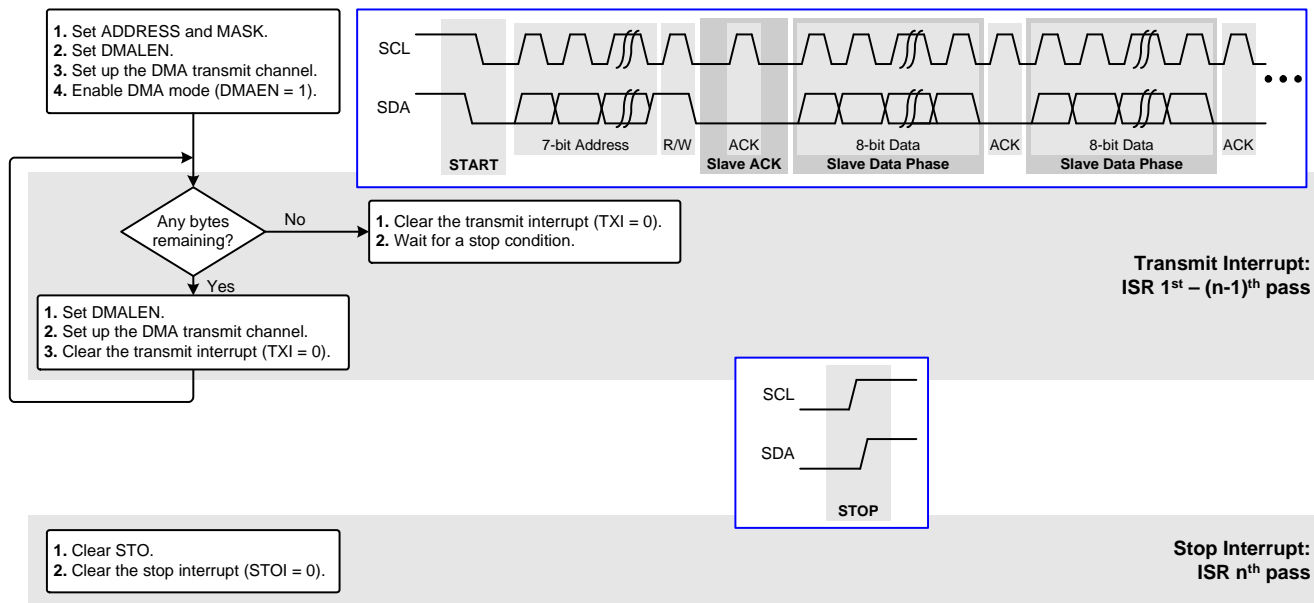 1. Set ADDRESS and MASK.
2. Set DMALEN.
3. Set up the DMA transmit channel.
4. Enable DMA mode (DMAEN = 1).
SCL
SDA
7-bit Address R/W ACK 8-bit Data ACK 8-bit Data ACK
START Slave ACK Slave Data Phase Slave Data Phase
Any bytes
remaining?
No
1. Clear the transmit interrupt (TXI = 0).
2. Wait for a stop condition.
Transmit Interrupt:
ISR 1st – (n-1)th pass
Yes
1. Set DMALEN.
2. Set up the DMA transmit channel.
3. Clear the transmit interrupt (TXI = 0).
SCL
SDA
STOP
1. Clear STO.
2. Clear the stop interrupt (STOI = 0).
Stop Interrupt:
ISR nth pass